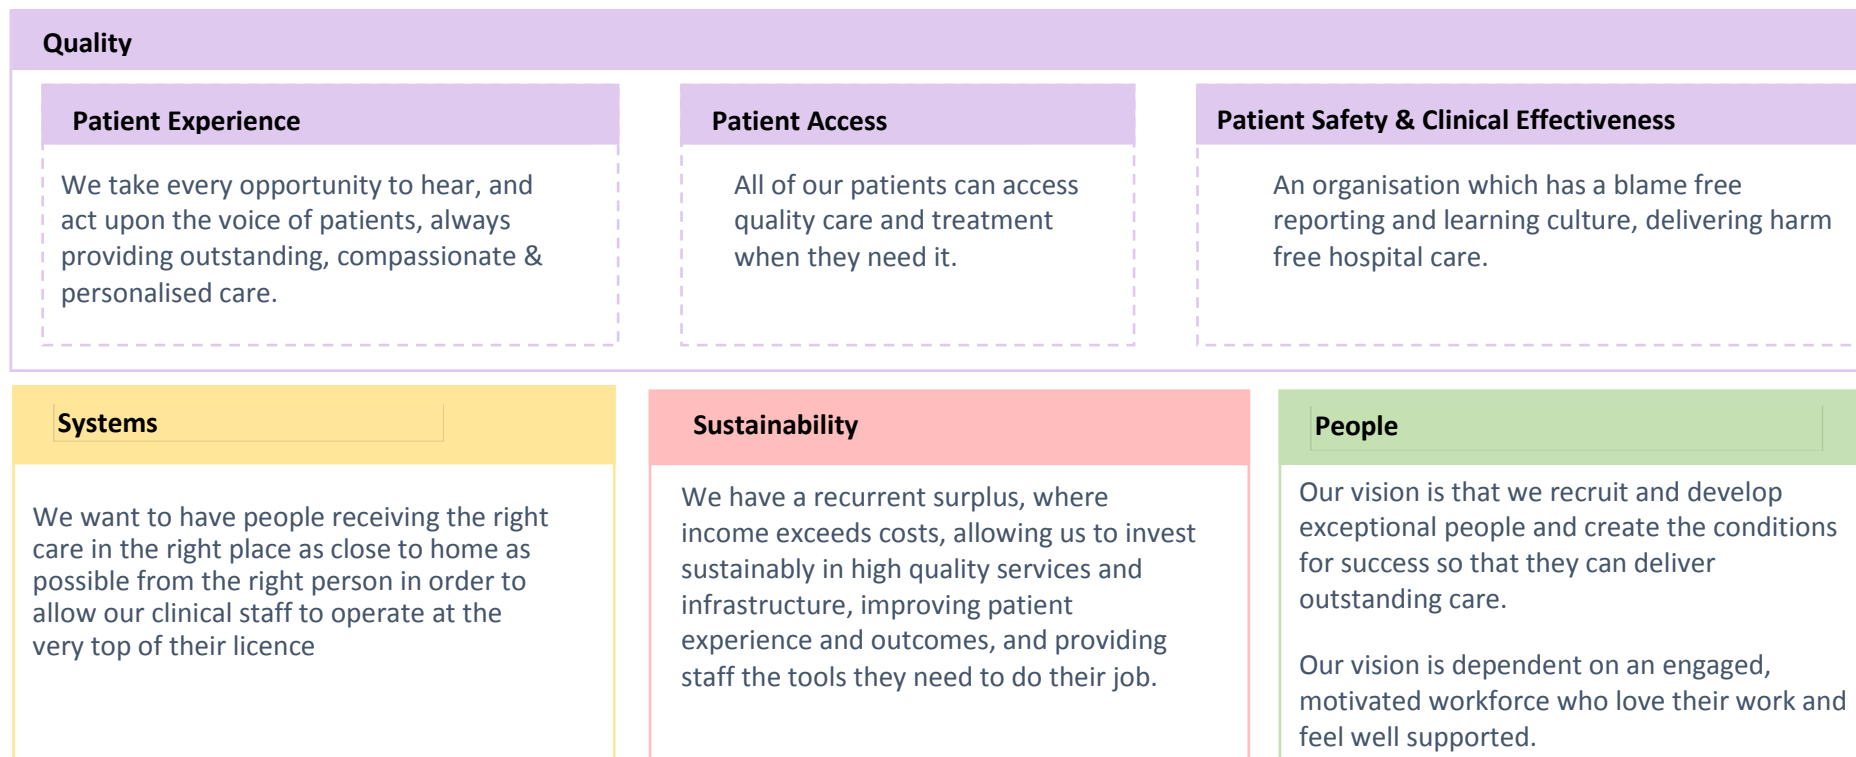 Quality
Patient Experience
We take every opportunity to hear, and
act upon the voice of patients, always
providing outstanding, compassionate &
personalised care.
Patient Access
All of our patients can access
quality care and treatment
when they need it.
Patient Safety & Clinical Effectiveness
An organisation which has a blame free
reporting and learning culture, delivering harm
free hospital care.
Systems
We want to have people receiving the right
care in the right place as close to home as
possible from the right person in order to
allow our clinical staff to operate at the
very top of their licence
Sustainability
We have a recurrent surplus, where
income exceeds costs, allowing us to invest
sustainably in high quality services and
infrastructure, improving patient
experience and outcomes, and providing
staff the tools they need to do their job.
People
Our vision is that we recruit and develop
exceptional people and create the conditions
for success so that they can deliver
outstanding care.
Our vision is dependent on an engaged,
motivated workforce who love their work and
feel well supported.